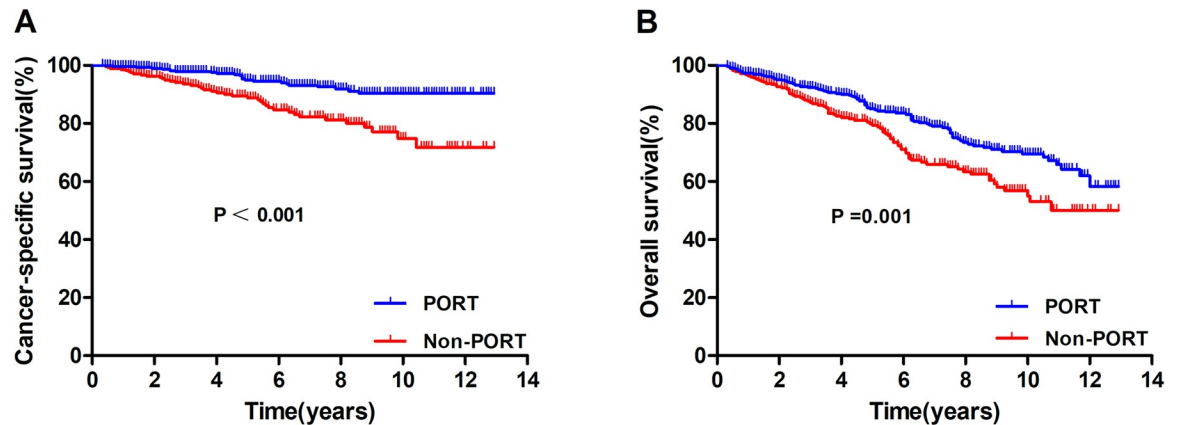 A
Cancer-specific survival(%)
100
80
60
40
20
0
P < 0.001
PORT
Non-PORT
0 2 4 6 8 10 12 14
Time(years)
B
Overall survival(%)
100
80
60
40
20
0
P =0.001
PORT
Non-PORT
0 2 4 6 8 10 12 14
Time(years)